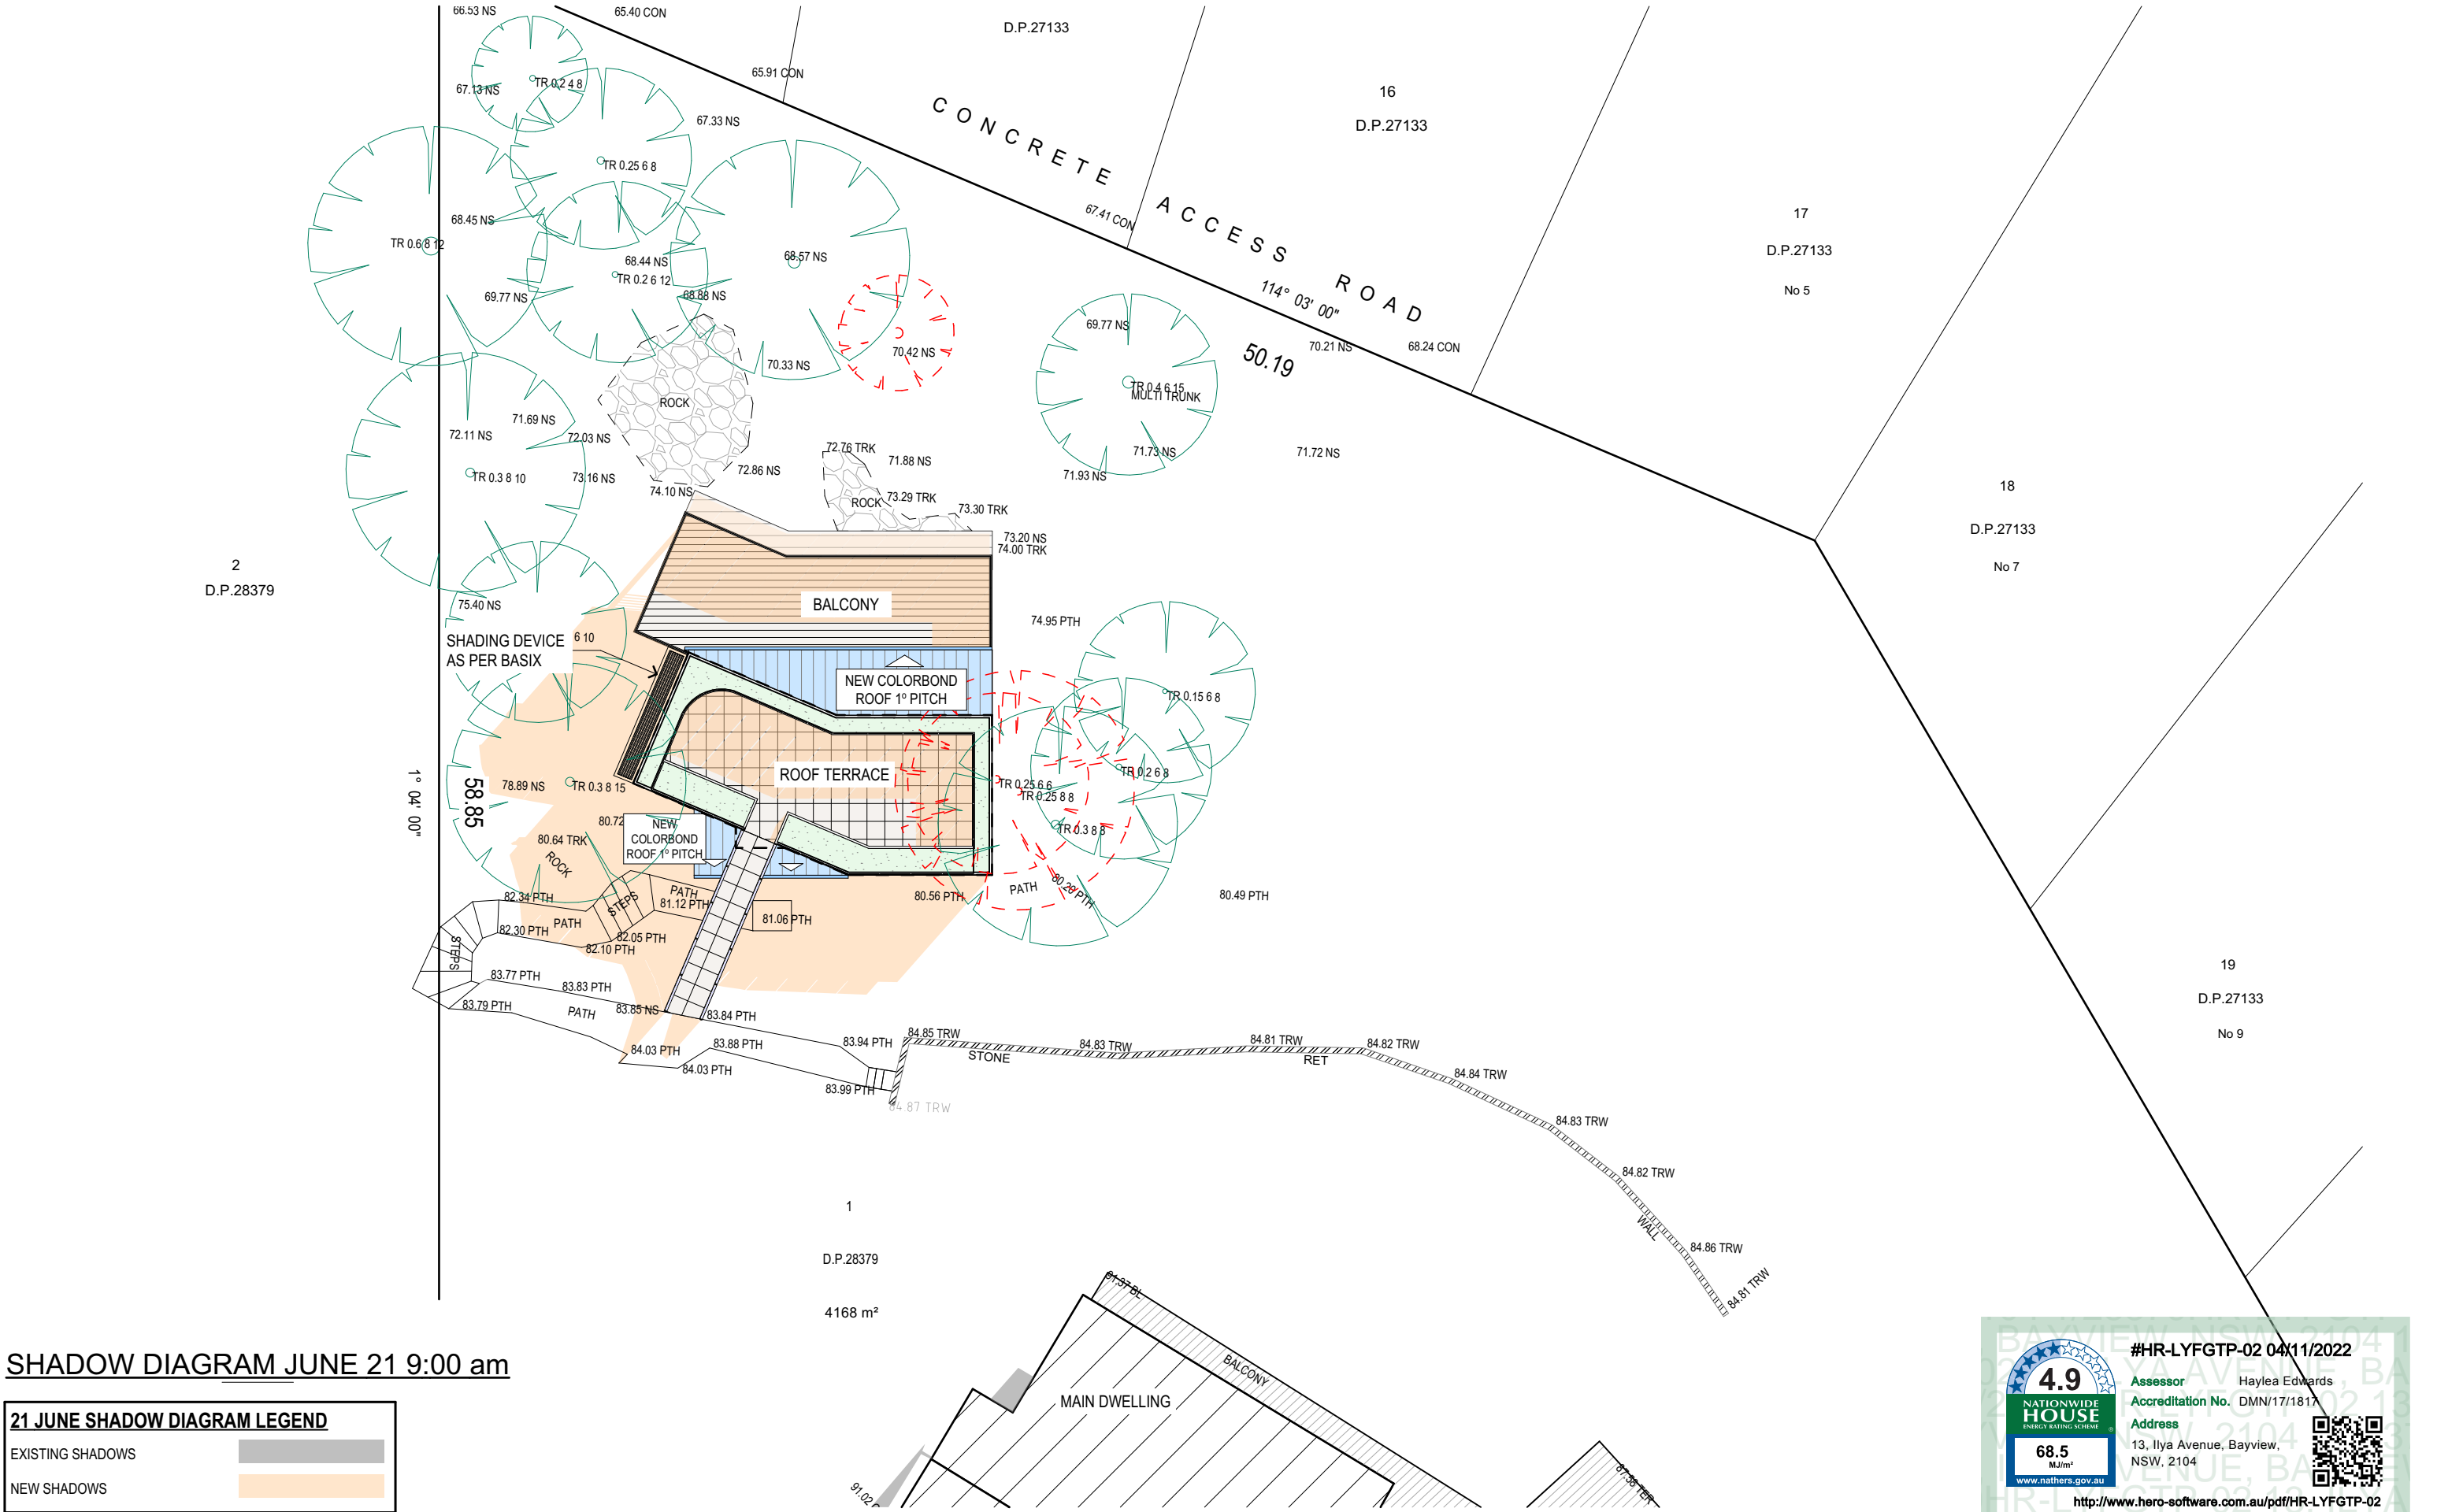 66.53 NS
65.40 CON
D.P.27133
65.91 CON
67.13 NS
TR 0.2 4 8
16
D.P.27133
67.33 NS
CONCRETE ACCESS ROAD
TR 0.25 6 8
68.45 NS
TR 0.6 8 12
67.41 CON
17
D.P.27133
No 5
68.44 NS
TR 0.2 6 12
68.57 NS
69.77 NS
68.88 NS
114° 03' 00"
69.77 NS
70.42 NS
70.33 NS
50.19
70.21 NS
68.24 CON
TR 0.4 6 15
MULTI TRUNK
ROCK
71.69 NS
72.11 NS
72.03 NS
72.76 TRK
71.88 NS
71.73 NS
71.72 NS
71.93 NS
72.86 NS
TR 0.3 8 10
73.16 NS
74.10 NS
ROCK
73.29 TRK
73.30 TRK
18
D.P.27133
No 7
73.20 NS
74.00 TRK
2
D.P.28379
75.40 NS
BALCONY
74.95 PTH
SHADING DEVICE
AS PER BASIX
6 10
NEW COLORBOND
ROOF 1º PITCH
TR 0.15 6 8
ROOF TERRACE
TR 0.2 6 8
1° 04' 00"
58.85
78.89 NS
TR 0.3 8 15
TR 0.25 6 6
TR 0.25 8 8
80.72
NEW
COLORBOND
ROOF 1º PITCH
80.64 TRK
TR 0.3 8 8
ROCK
82.34 PTH
STEPS
PATH
81.12 PTH
80.56 PTH
PATH
80.20 PTH
80.49 PTH
PATH
81.06 PTH
82.30 PTH
82.05 PTH
82.10 PTH
STEPS
83.77 PTH
83.83 PTH
83.79 PTH
PATH
83.85 NS
83.84 PTH
19
D.P.27133
No 9
84.03 PTH
83.88 PTH
83.94 PTH
84.85 TRW
STONE
84.83 TRW
84.81 TRW
RET
84.82 TRW
84.03 PTH
83.99 PTH
84.87 TRW
84.84 TRW
84.83 TRW
84.82 TRW
WALL
84.86 TRW
84.81 TRW
1
D.P.28379
4168 m²
91.37 BL
BALCONY
MAIN DWELLING
91.02
87.38 TER
SHADOW DIAGRAM JUNE 21 9:00 am
21 JUNE SHADOW DIAGRAM LEGEND
EXISTING SHADOWS
NEW SHADOWS
4.9
NATIONWIDE
HOUSE
ENERGY RATING SCHEME
68.5
MJ/m²
www.nathers.gov.au
#HR-LYFGTP-02 04/11/2022
Assessor Haylea Edwards
Accreditation No. DMN/17/1817
Address
13, Ilya Avenue, Bayview,
NSW, 2104
http://www.hero-software.com.au/pdf/HR-LYFGTP-02